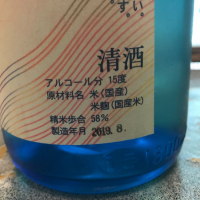 ずい
清酒
アルコール分 15度
原材料名 米(国産)
米麹(国産米)
精米歩合 58%
製造年月 2019. 8.